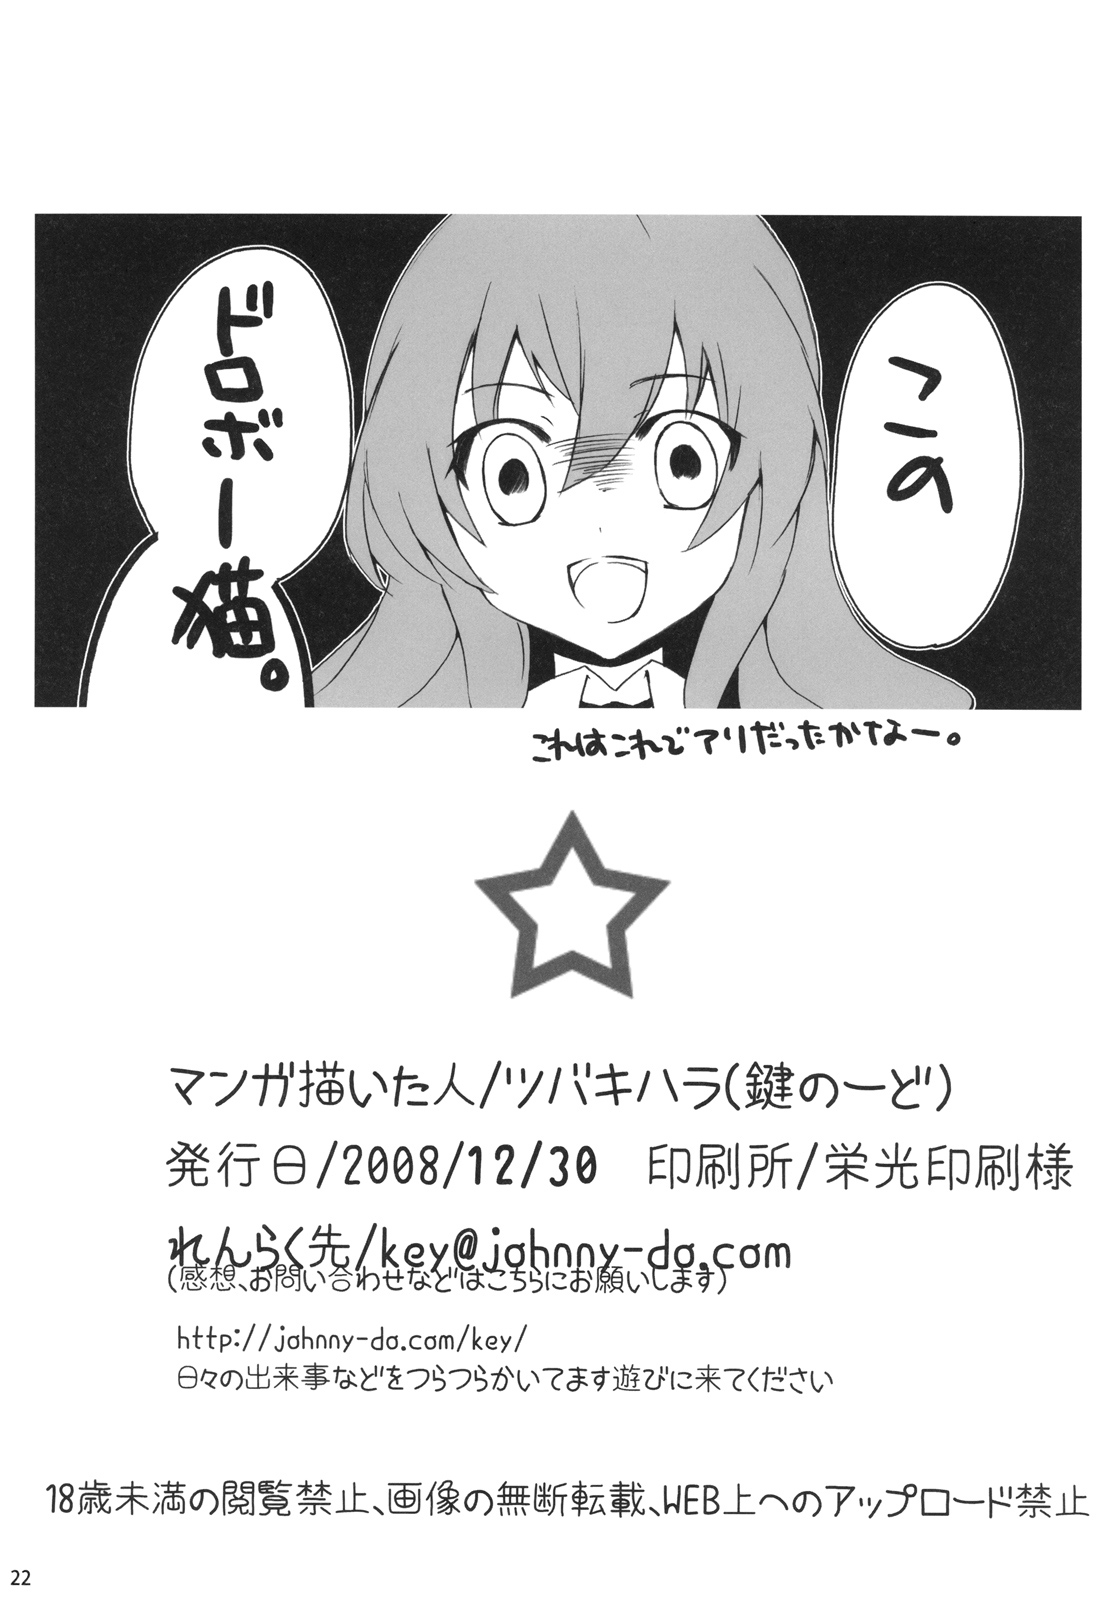 この
ドロボー猫。
これはこれでアリだったかなー。
マンガ描いた人/ツバキハラ(鍵のーど)
発行日/2008/12/30　印刷所/栄光印刷様
れんらく先/key@johnny-do.com
(感想、お問い合わせなどはこちらにお願いします)
http://johnny-do.com/key/
日々の出来事などをつらつらかいてます遊びに来てください
18歳未満の閲覧禁止、画像の無断転載、WEB上へのアップロード禁止
22